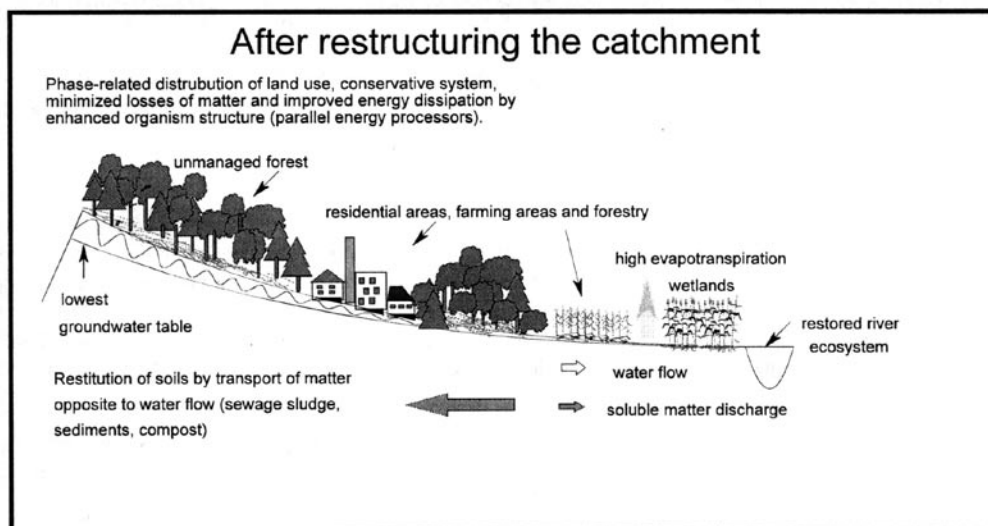 After restructuring the catchment
Phase-related distrubution of land use, conservative system,
minimized losses of matter and improved energy dissipation by
enhanced organism structure (parallel energy processors).
unmanaged forest
residential areas, farming areas and forestry
high evapotranspiration
wetlands
lowest
groundwater table
restored river
ecosystem
water flow
Restitution of soils by transport of matter
opposite to water flow (sewage sludge,
sediments, compost)
soluble matter discharge